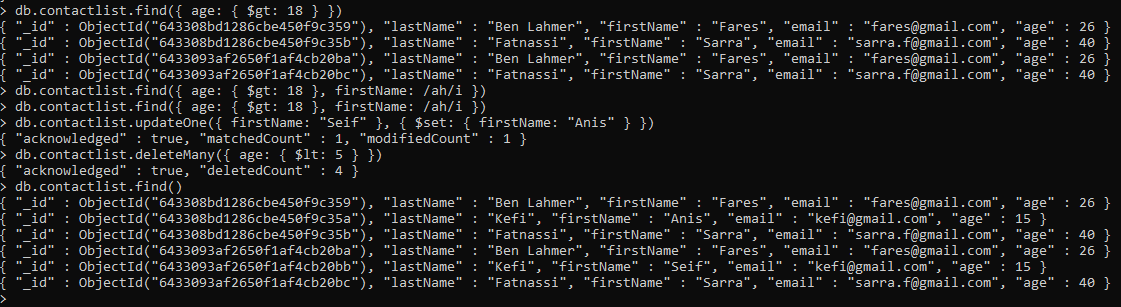 > db.contactlist.find({ age: { $gt: 18 } })
{ "_id" : ObjectId("643308bd1286cbe450f9c359"), "lastName" : "Ben Lahmer", "firstName" : "Fares", "email" : "fares@gmail.com", "age" : 26 }
{ "_id" : ObjectId("643308bd1286cbe450f9c35b"), "lastName" : "Fatnassi", "firstName" : "Sarra", "email" : "sarra.f@gmail.com", "age" : 40 }
{ "_id" : ObjectId("6433093af2650f1af4cb20ba"), "lastName" : "Ben Lahmer", "firstName" : "Fares", "email" : "fares@gmail.com", "age" : 26 }
{ "_id" : ObjectId("6433093af2650f1af4cb20bc"), "lastName" : "Fatnassi", "firstName" : "Sarra", "email" : "sarra.f@gmail.com", "age" : 40 }
> db.contactlist.find({ age: { $gt: 18 }, firstName: /ah/i })
> db.contactlist.find({ age: { $gt: 18 }, firstName: /ah/i })
> db.contactlist.updateOne({ firstName: "Seif" }, { $set: { firstName: "Anis" } })
{ "acknowledged" : true, "matchedCount" : 1, "modifiedCount" : 1 }
> db.contactlist.deleteMany({ age: { $lt: 5 } })
{ "acknowledged" : true, "deletedCount" : 4 }
> db.contactlist.find()
{ "_id" : ObjectId("643308bd1286cbe450f9c359"), "lastName" : "Ben Lahmer", "firstName" : "Fares", "email" : "fares@gmail.com", "age" : 26 }
{ "_id" : ObjectId("643308bd1286cbe450f9c35a"), "lastName" : "Kefi", "firstName" : "Anis", "email" : "kefi@gmail.com", "age" : 15 }
{ "_id" : ObjectId("643308bd1286cbe450f9c35b"), "lastName" : "Fatnassi", "firstName" : "Sarra", "email" : "sarra.f@gmail.com", "age" : 40 }
{ "_id" : ObjectId("6433093af2650f1af4cb20ba"), "lastName" : "Ben Lahmer", "firstName" : "Fares", "email" : "fares@gmail.com", "age" : 26 }
{ "_id" : ObjectId("6433093af2650f1af4cb20bb"), "lastName" : "Kefi", "firstName" : "Seif", "email" : "kefi@gmail.com", "age" : 15 }
{ "_id" : ObjectId("6433093af2650f1af4cb20bc"), "lastName" : "Fatnassi", "firstName" : "Sarra", "email" : "sarra.f@gmail.com", "age" : 40 }
>